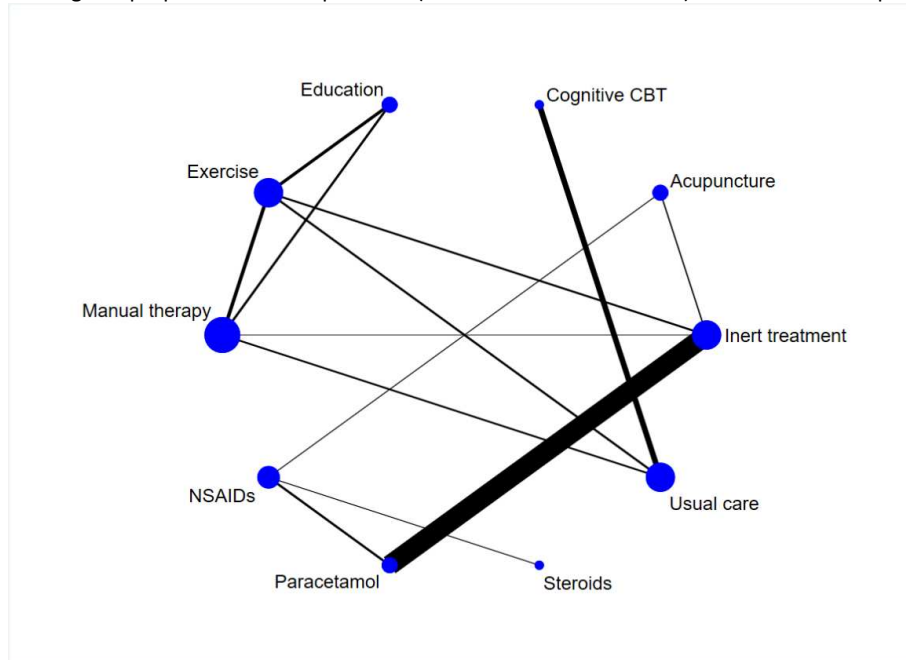 Education
Cognitive CBT
Exercise
Acupuncture
Manual therapy
Inert treatment
NSAIDs
Usual care
Paracetamol
Steroids